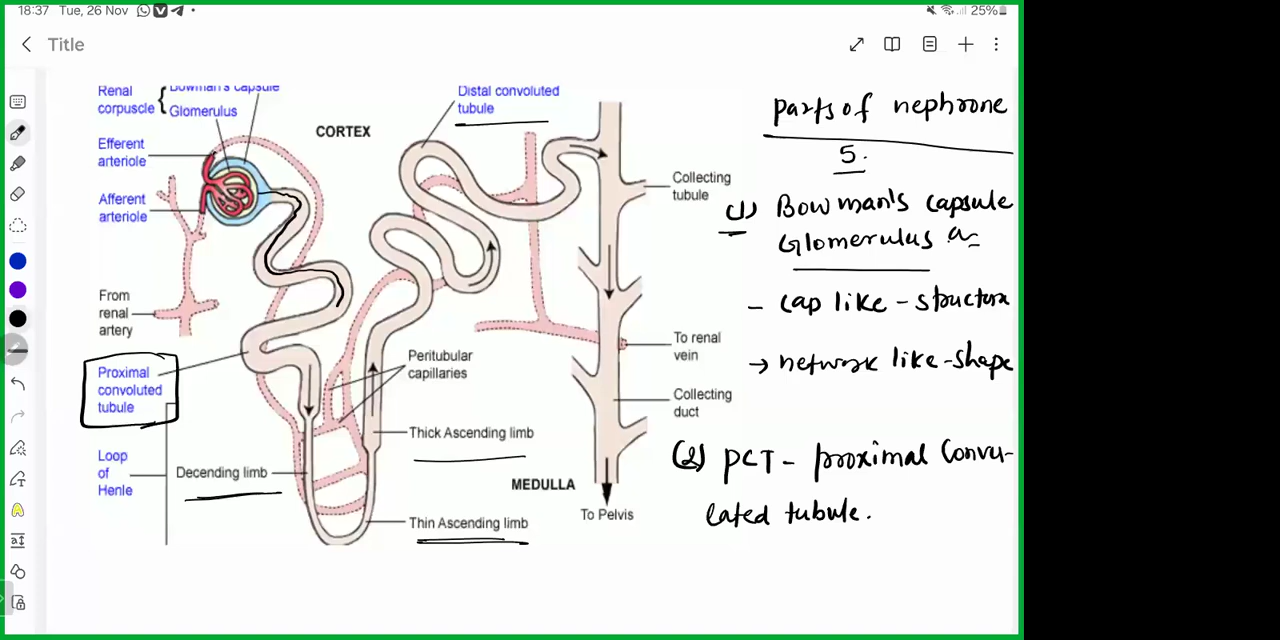 18:37 Tue, 26 Nov
25%
Title
Renal corpuscle
Bowman's capsule
Glomerulus
Efferent arteriole
Afferent arteriole
CORTEX
Distal convoluted tubule
Collecting tubule
From renal artery
To renal vein
Proximal convoluted tubule
Peritubular capillaries
Collecting duct
Thick Ascending limb
Loop of Henle
Decending limb
MEDULLA
Thin Ascending limb
To Pelvis
Parts of nephrone
5.
(1) Bowman's capsule
Glomerulus
- Cap like-structure
→ network like-shape
(2) PCT - proximal Convu-
lated tubule.